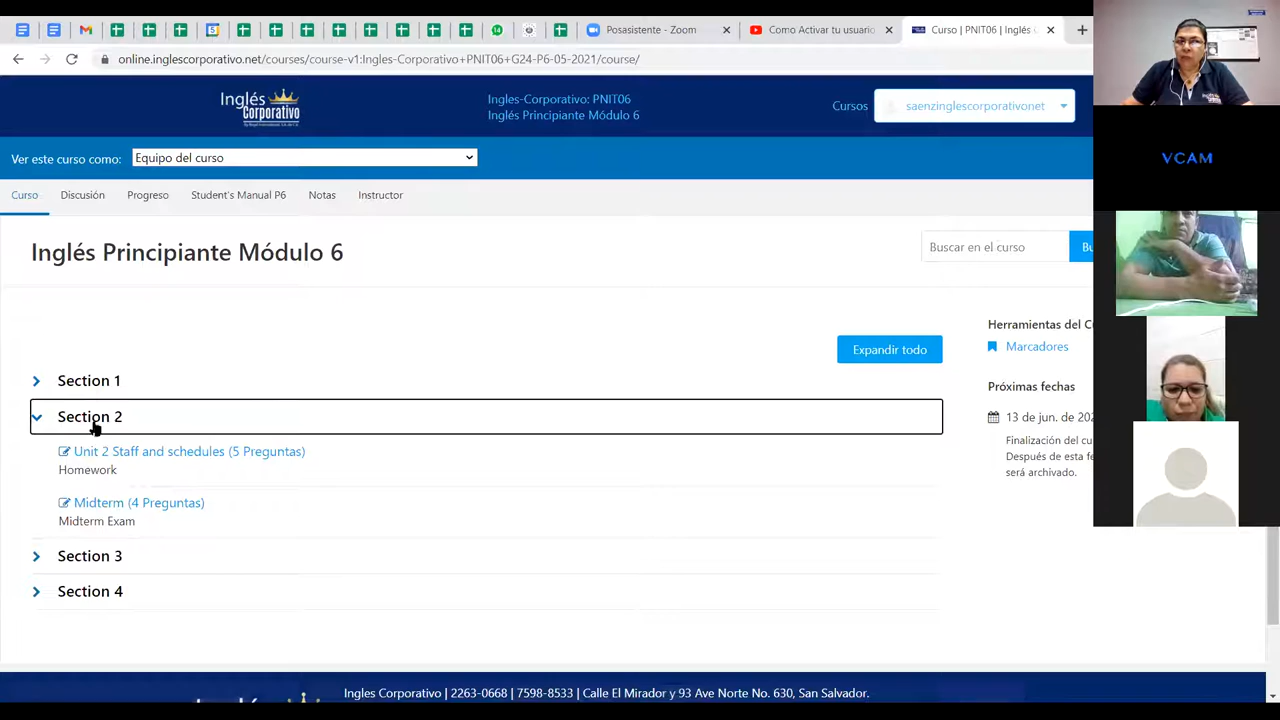 Posasistente - Zoom
Como Activar tu usuario
Curso | PNIT06 | Inglés
online.inglescorporativo.net/courses/course-v1:Ingles-Corporativo+PNIT06+G24-P6-05-2021/course/
Inglés
Corporativo
Ingles-Corporativo: PNIT06
Inglés Principiante Módulo 6
Cursos
saenzinglescorporativonet
Ver este curso como:
Equipo del curso
Curso
Discusión
Progreso
Student's Manual P6
Notas
Instructor
Inglés Principiante Módulo 6
Buscar en el curso
Bu
Expandir todo
Herramientas del C
Marcadores
Próximas fechas
13 de jun. de 202
Finalización del cu
Después de esta fe
será archivado.
Section 1
Section 2
Unit 2 Staff and schedules (5 Preguntas)
Homework
Midterm (4 Preguntas)
Midterm Exam
Section 3
Section 4
Ingles Corporativo | 2263-0668 | 7598-8533 | Calle El Mirador y 93 Ave Norte No. 630, San Salvador.
VCAM